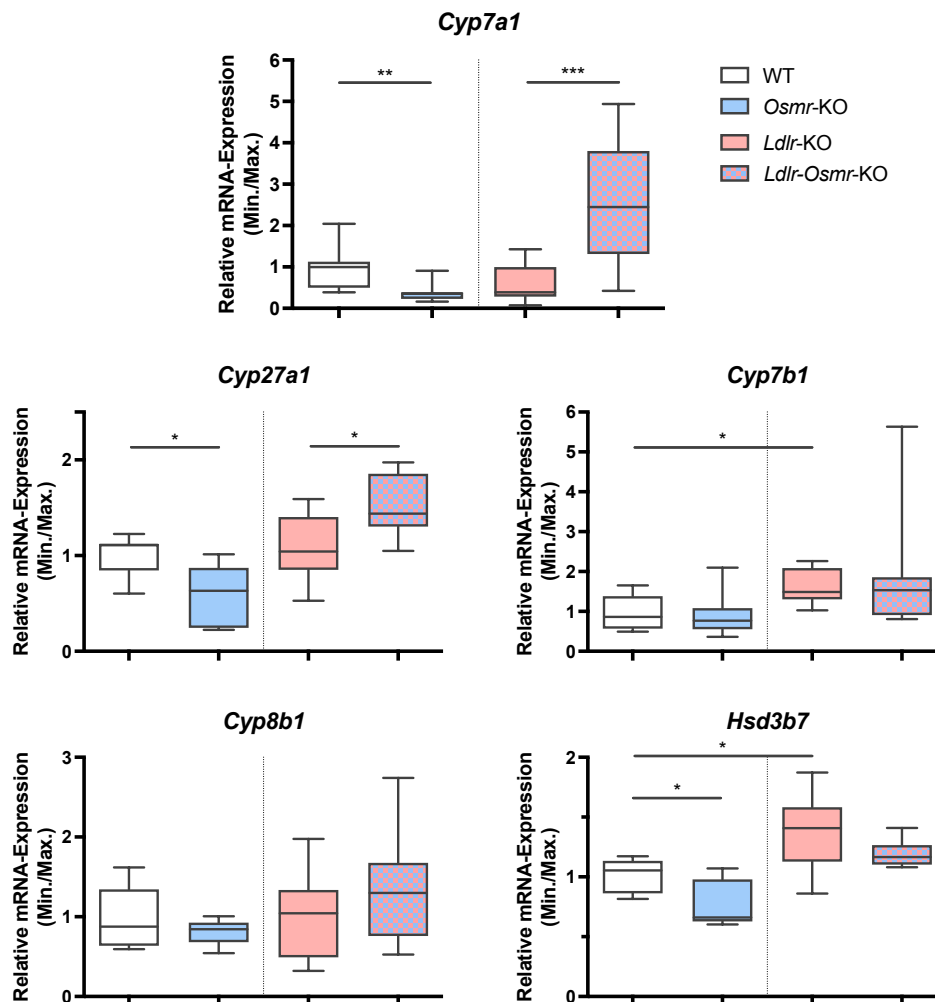 Cyp7a1
Relative mRNA-Expression
(Min./Max.)
6
5
4
3
2
1
0
**
***
WT
Osmr-KO
Ldlr-KO
Ldlr-Osmr-KO
Cyp27a1
Relative mRNA-Expression
(Min./Max.)
2
1
0
*
*
Cyp7b1
Relative mRNA-Expression
(Min./Max.)
6
5
4
3
2
1
0
*
Cyp8b1
Relative mRNA-Expression
(Min./Max.)
3
2
1
0
Hsd3b7
Relative mRNA-Expression
(Min./Max.)
2
1
0
*
*